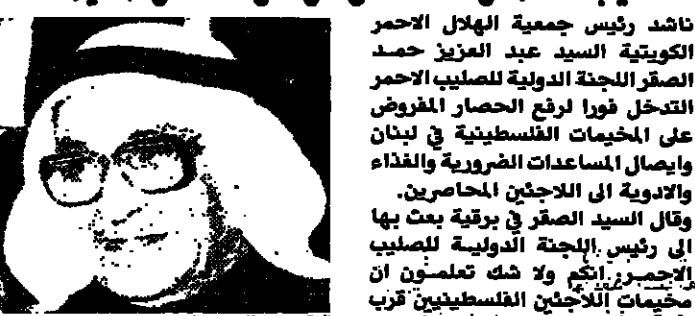 ناشد رئيس جمعية الهلال الاحمر
الكويتية السيد عبد العزيز حمد
الصقر اللجنة الدولية للصليب الاحمر
التدخل فورا لرفع الحصار المفروض
على المخيمات الفلسطينية في لبنان
وايصال المساعدات الضرورية والغذاء
والادوية الى اللاجئين المحاصرين.
وقال السيد الصقر في برقية بعث بها
إلى رئيس اللجنة الدولية للصليب
الاحمر: انكم ولا شك تعلمون ان
مخيمات اللاجئين الفلسطينيين قرب